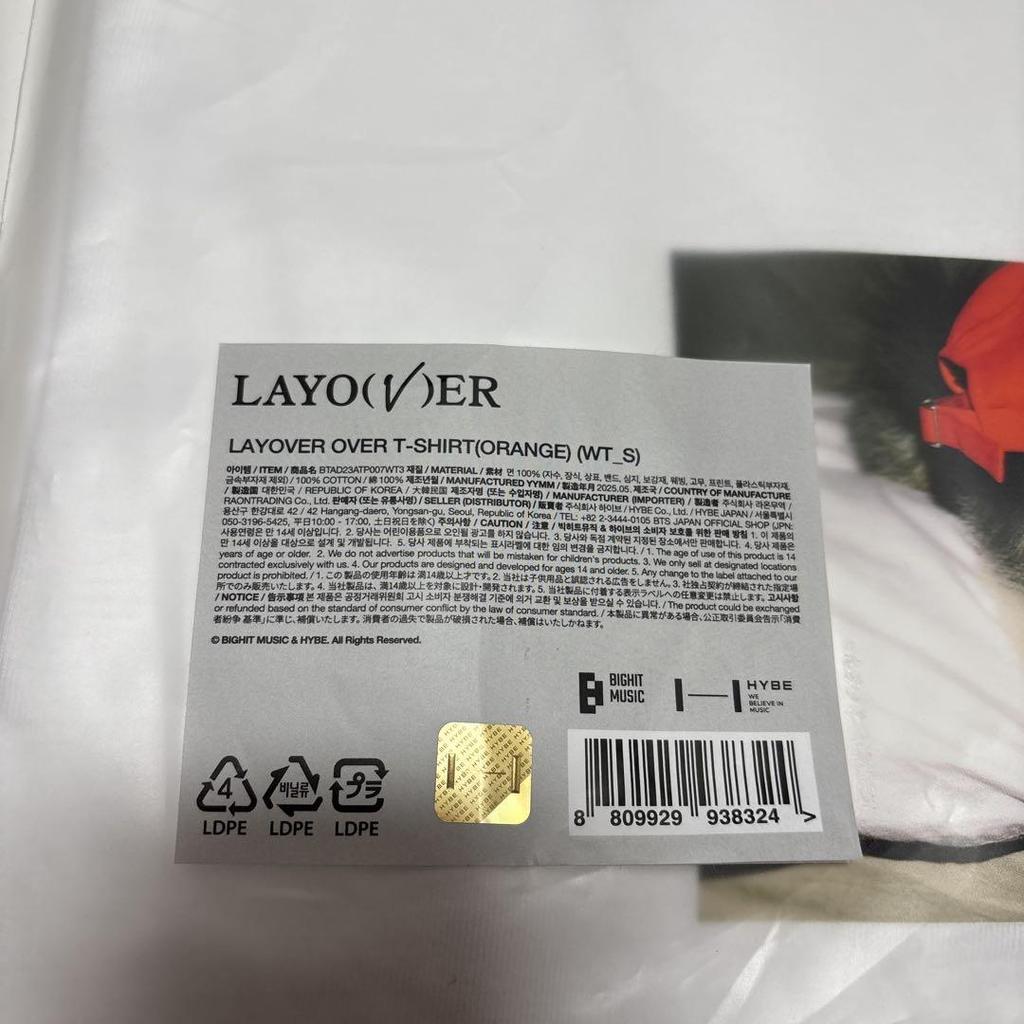 LAYO(V)ER
LAYOVER OVER T-SHIRT(ORANGE) (WT_S)
아이템 / ITEM / 商品名 BTAD23ATP007WT3 재질 / MATERIAL / 素材 면 100% (자수, 장식, 상표, 밴드, 심지, 보강재, 웨빙, 고무, 프린트, 플라스틱부자재,
금속부자재 제외) / 100% COTTON / 綿 100% 제조년월 / MANUFACTURED YYMM / 製造年月 2025.05. 제조국 / COUNTRY OF MANUFACTURE
/ 製造国 대한민국 / REPUBLIC OF KOREA / 大韓民国 제조자명 (또는 수입자명) / MANUFACTURER (IMPORTER) / 製造者 주식회사 라온무역 /
RAONTRADING Co., Ltd. 판매자 (또는 유통사명) / SELLER (DISTRIBUTOR) / 販賣者 주식회사 하이브 / HYBE Co., Ltd. / HYBE JAPAN / 서울특별시
용산구 한강대로 42 / 42 Hangang-daero, Yongsan-gu, Seoul, Republic of Korea / TEL: +82 2-3444-0105 BTS JAPAN OFFICIAL SHOP (JPN:
050-3196-5425, 平日10:00 - 17:00, 土日祝日を除く) 주의사항 / CAUTION / 注意 / 빅히트뮤직 & 하이브의 소비자 보호를 위한 판매 방침 1. 이 제품의
사용연령은 만 14세 이상입니다. 2. 당사는 어린이용품으로 오인될 광고를 하지 않습니다. 3. 당사와 독점 계약된 지정된 장소에서만 판매합니다. 4. 당사 제품은
만 14세 이상을 대상으로 설계 및 개발됩니다. 5. 당사 제품에 부착되는 표시라벨에 대한 임의 변경을 금지합니다. / 1. The age of use of this product is 14
years of age or older. 2. We do not advertise products that will be mistaken for children's products. 3. We only sell at designated locations
contracted exclusively with us. 4. Our products are designed and developed for ages 14 and older. 5. Any change to the label attached to our
product is prohibited. / 1. この製品の使用年齢は満14歳以上です。2. 当社は子供用品と誤認される広告をしません。3. 社独占契約が締結された指定場
所でのみ販売いたします。4. 当社製品は、満14歳以上を対象に設計・開発されます。5. 当社製品に付着する表示ラベルへの任意変更は禁止します。고시사항
/ NOTICE / 告示事項 본 제품은 공정거래위원회 고시 소비자 분쟁해결 기준에 의거 교환 및 보상을 받으실 수 있습니다. / The product could be exchanged
or refunded based on the standard of consumer conflict by the law of consumer standard. / 本製品に異常がある場合、公正取引委員会告示「消費
者紛争 基準」に準じ、補償いたします。消費者の過失で製品が破損された場合、補償はいたしかねます。
© BIGHIT MUSIC & HYBE. All Rights Reserved.
BIGHIT
MUSIC
HYBE
WE
BELIEVE IN
MUSIC
4
비닐류
プラ
LDPE LDPE LDPE
HYBE
8 809929 938324 >